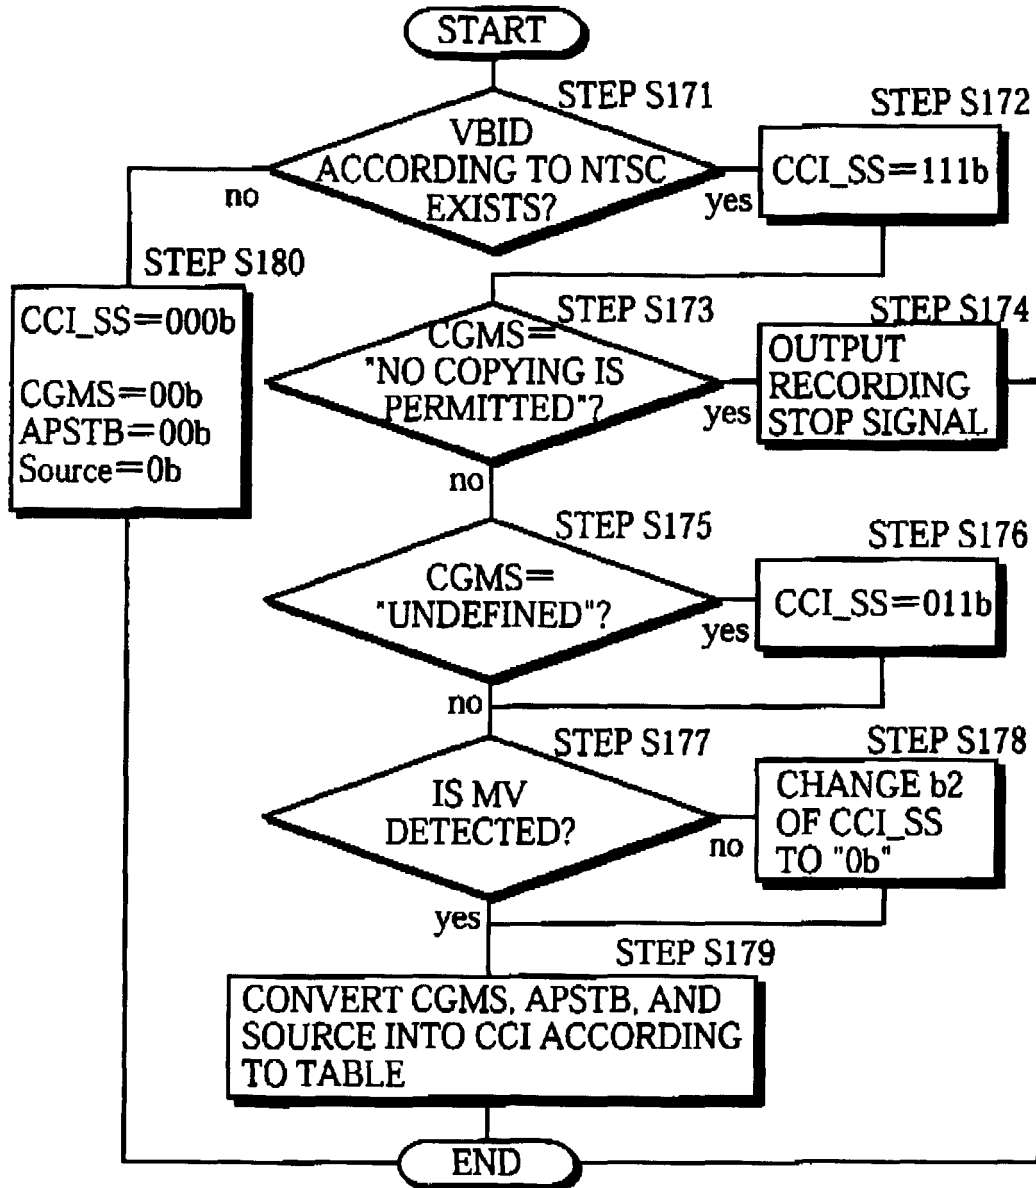 START
STEP S171
VBID
ACCORDING TO NTSC
EXISTS?
no
yes
STEP S172
CCI_SS=111b
STEP S180
CCI_SS=000b
CGMS=00b
APSTB=00b
Source=0b
STEP S173
CGMS=
"NO COPYING IS
PERMITTED"?
yes
no
STEP S174
OUTPUT
RECORDING
STOP SIGNAL
STEP S175
CGMS=
"UNDEFINED"?
yes
no
STEP S176
CCI_SS=011b
STEP S177
IS MV
DETECTED?
no
yes
STEP S178
CHANGE b2
OF CCI_SS
TO "0b"
STEP S179
CONVERT CGMS, APSTB, AND
SOURCE INTO CCI ACCORDING
TO TABLE
END